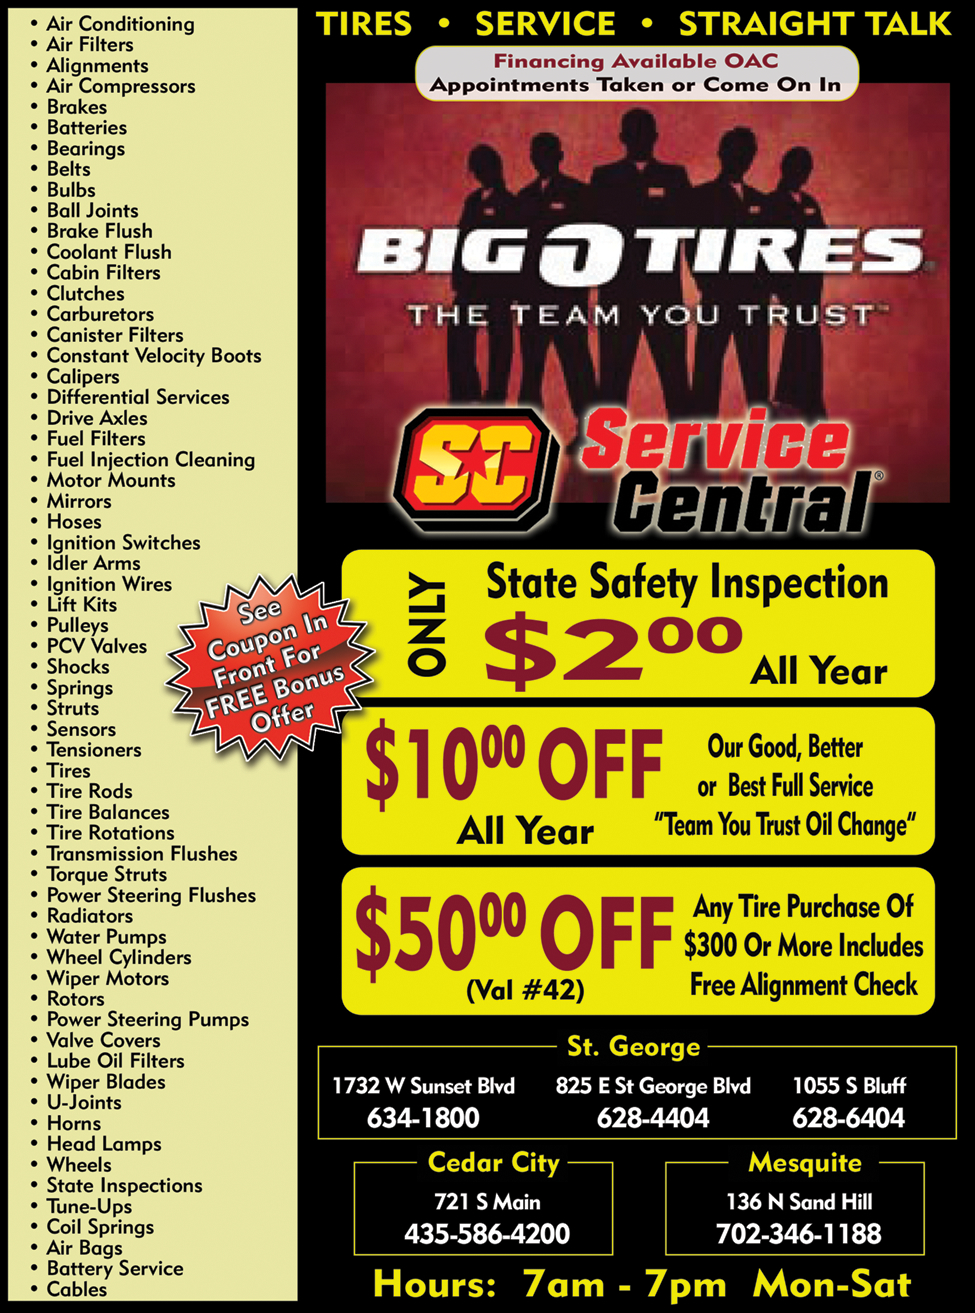 • Air Conditioning
• Air Filters
• Alignments
• Air Compressors
• Brakes
• Batteries
• Bearings
• Belts
• Bulbs
• Ball Joints
• Brake Flush
• Coolant Flush
• Cabin Filters
• Clutches
• Carburetors
• Canister Filters
• Constant Velocity Boots
• Calipers
• Differential Services
• Drive Axles
• Fuel Filters
• Fuel Injection Cleaning
• Motor Mounts
• Mirrors
• Hoses
• Ignition Switches
• Idler Arms
• Ignition Wires
• Lift Kits
• Pulleys
• PCV Valves
• Shocks
• Springs
• Struts
• Sensors
• Tensioners
• Tires
• Tire Rods
• Tire Balances
• Tire Rotations
• Transmission Flushes
• Torque Struts
• Power Steering Flushes
• Radiators
• Water Pumps
• Wheel Cylinders
• Wiper Motors
• Rotors
• Power Steering Pumps
• Valve Covers
• Lube Oil Filters
• Wiper Blades
• U-Joints
• Horns
• Head Lamps
• Wheels
• State Inspections
• Tune-Ups
• Coil Springs
• Air Bags
• Battery Service
• Cables
See
Coupon In
Front For
FREE Bonus
Offer
TIRES • SERVICE • STRAIGHT TALK
Financing Available OAC
Appointments Taken or Come On In
BIG O TIRES®
THE TEAM YOU TRUST™
SC Service
Central®
ONLY
State Safety Inspection
$2.00 All Year
$10.00 OFF
All Year
Our Good, Better
or Best Full Service
"Team You Trust Oil Change"
$50.00 OFF
(Val #42)
Any Tire Purchase Of
$300 Or More Includes
Free Alignment Check
St. George
1732 W Sunset Blvd
634-1800
825 E St George Blvd
628-4404
1055 S Bluff
628-6404
Cedar City
721 S Main
435-586-4200
Mesquite
136 N Sand Hill
702-346-1188
Hours: 7am - 7pm Mon-Sat